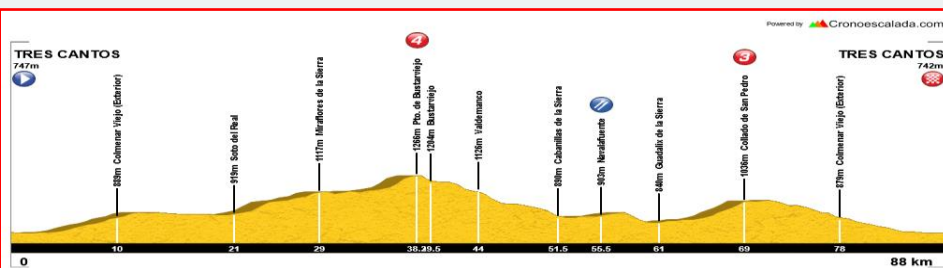 Powered by Cronoescalada.com
TRES CANTOS
747m
TRES CANTOS
742m
4
3
889m Colmenar Viejo (Exterior)
919m Soto del Real
1117m Miraflores de la Sierra
1266m Pto. de Bustarviejo
1204m Bustarviejo
1126m Valdemanco
890m Cabanillas de la Sierra
903m Navalafuente
840m Guadalix de la Sierra
1036m Collado de San Pedro
879m Colmenar Viejo (Exterior)
10 21 29 38.2 39.5 44 51.5 55.5 61 69 78
0 88 km